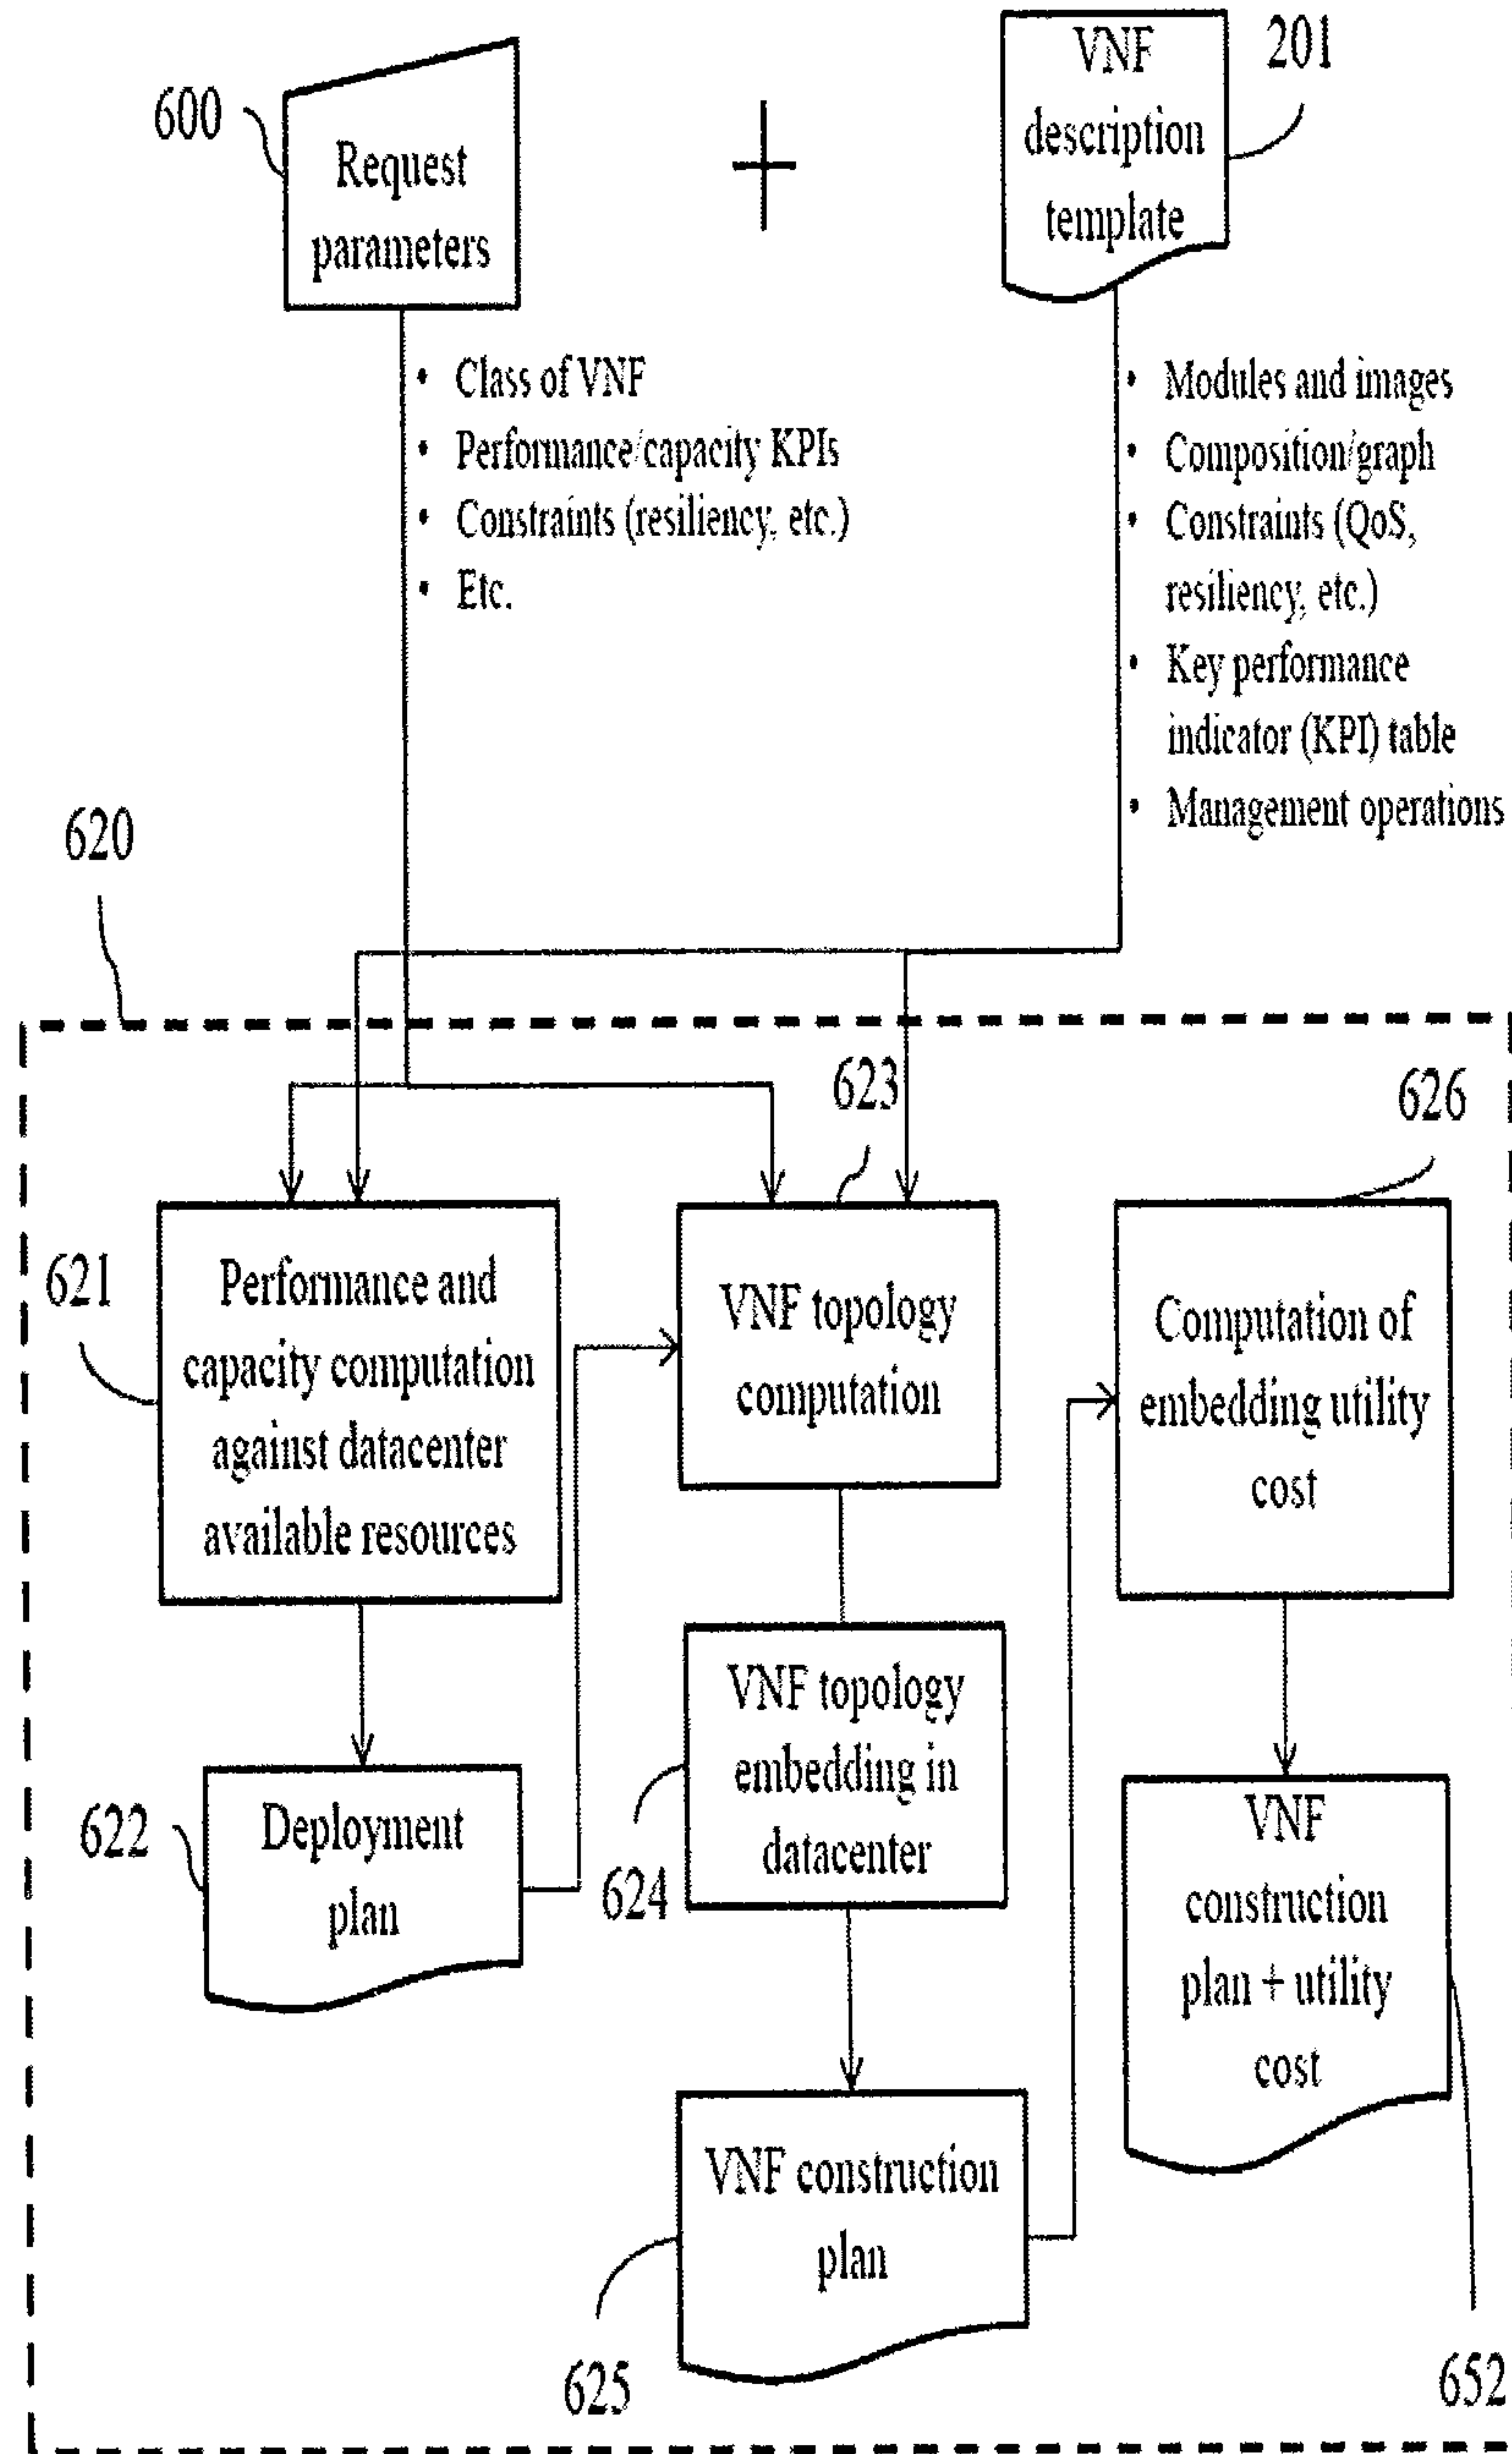 600
Request
parameters
VNF
description
template
201
• Class of VNF
• Performance/capacity KPIs
• Constraints (resiliency, etc.)
• Etc.
• Modules and images
• Composition/graph
• Constraints (QoS,
resiliency, etc.)
• Key performance
indicator (KPI) table
• Management operations
620
623
626
621
Performance and
capacity computation
against datacenter
available resources
VNF topology
computation
Computation of
embedding utility
cost
622
Deployment
plan
624
VNF topology
embedding in
datacenter
VNF
construction
plan + utility
cost
VNF construction
plan
625
652